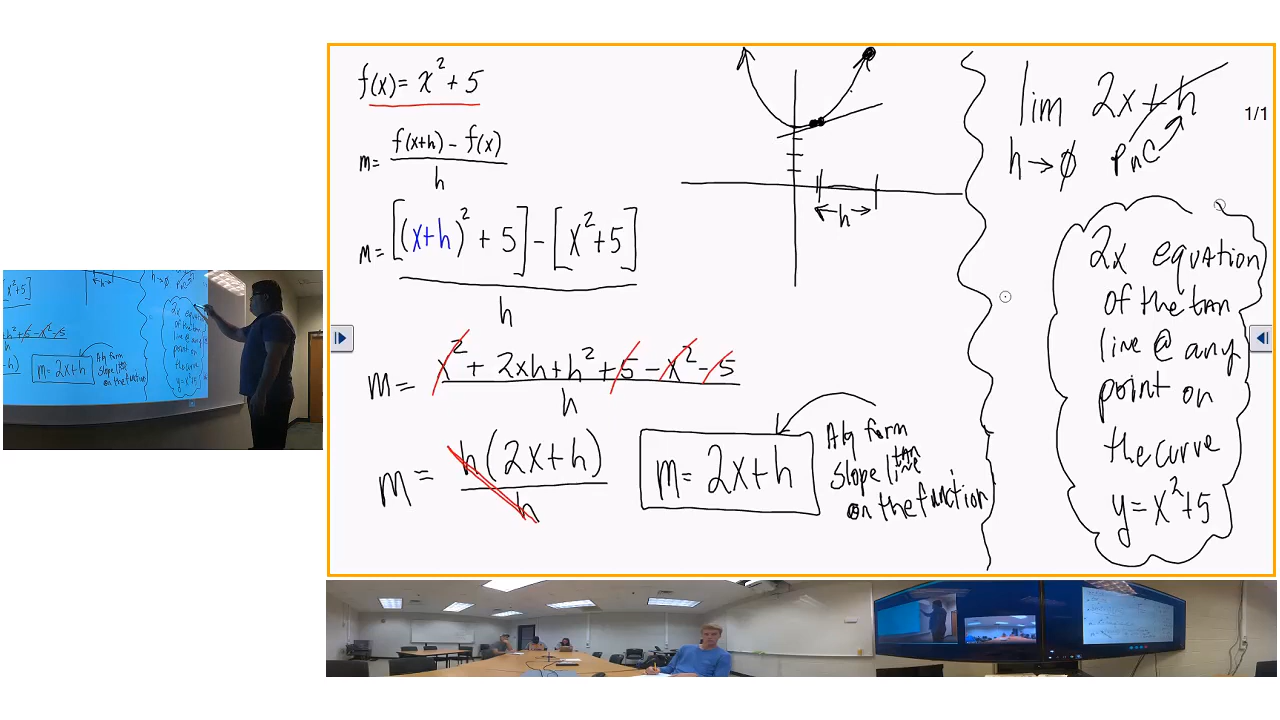 f(x) = x² + 5
m = f(x+h) - f(x)
h
m = [(x+h)² + 5] - [x² + 5]
h
m = x² + 2xh + h² + 5 - x² - 5
h
m = h(2x+h)
h
m = 2x+h
Alg form
slope tan line
on the function
h
lim 2x+h
h→0 PnC
1/1
2x equation
of the tan
line @ any
point on
the curve
y = x² + 5